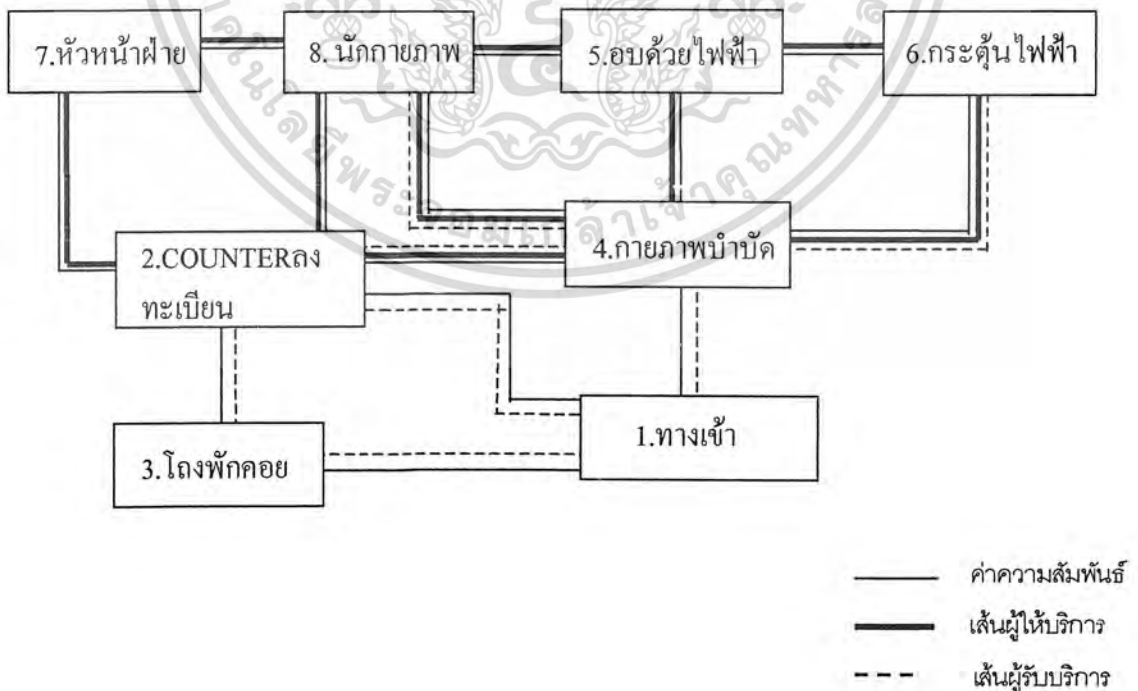 7.หัวหน้าฝ่าย
8. นักกายภาพ
5.อบด้วยไฟฟ้า
6.กระตุ้นไฟฟ้า
2.COUNTERลง
ทะเบียน
4.กายภาพบำบัด
3.โถงพักคอย
1.ทางเข้า
ค่าความสัมพันธ์
เส้นผู้ให้บริการ
เส้นผู้รับบริการ